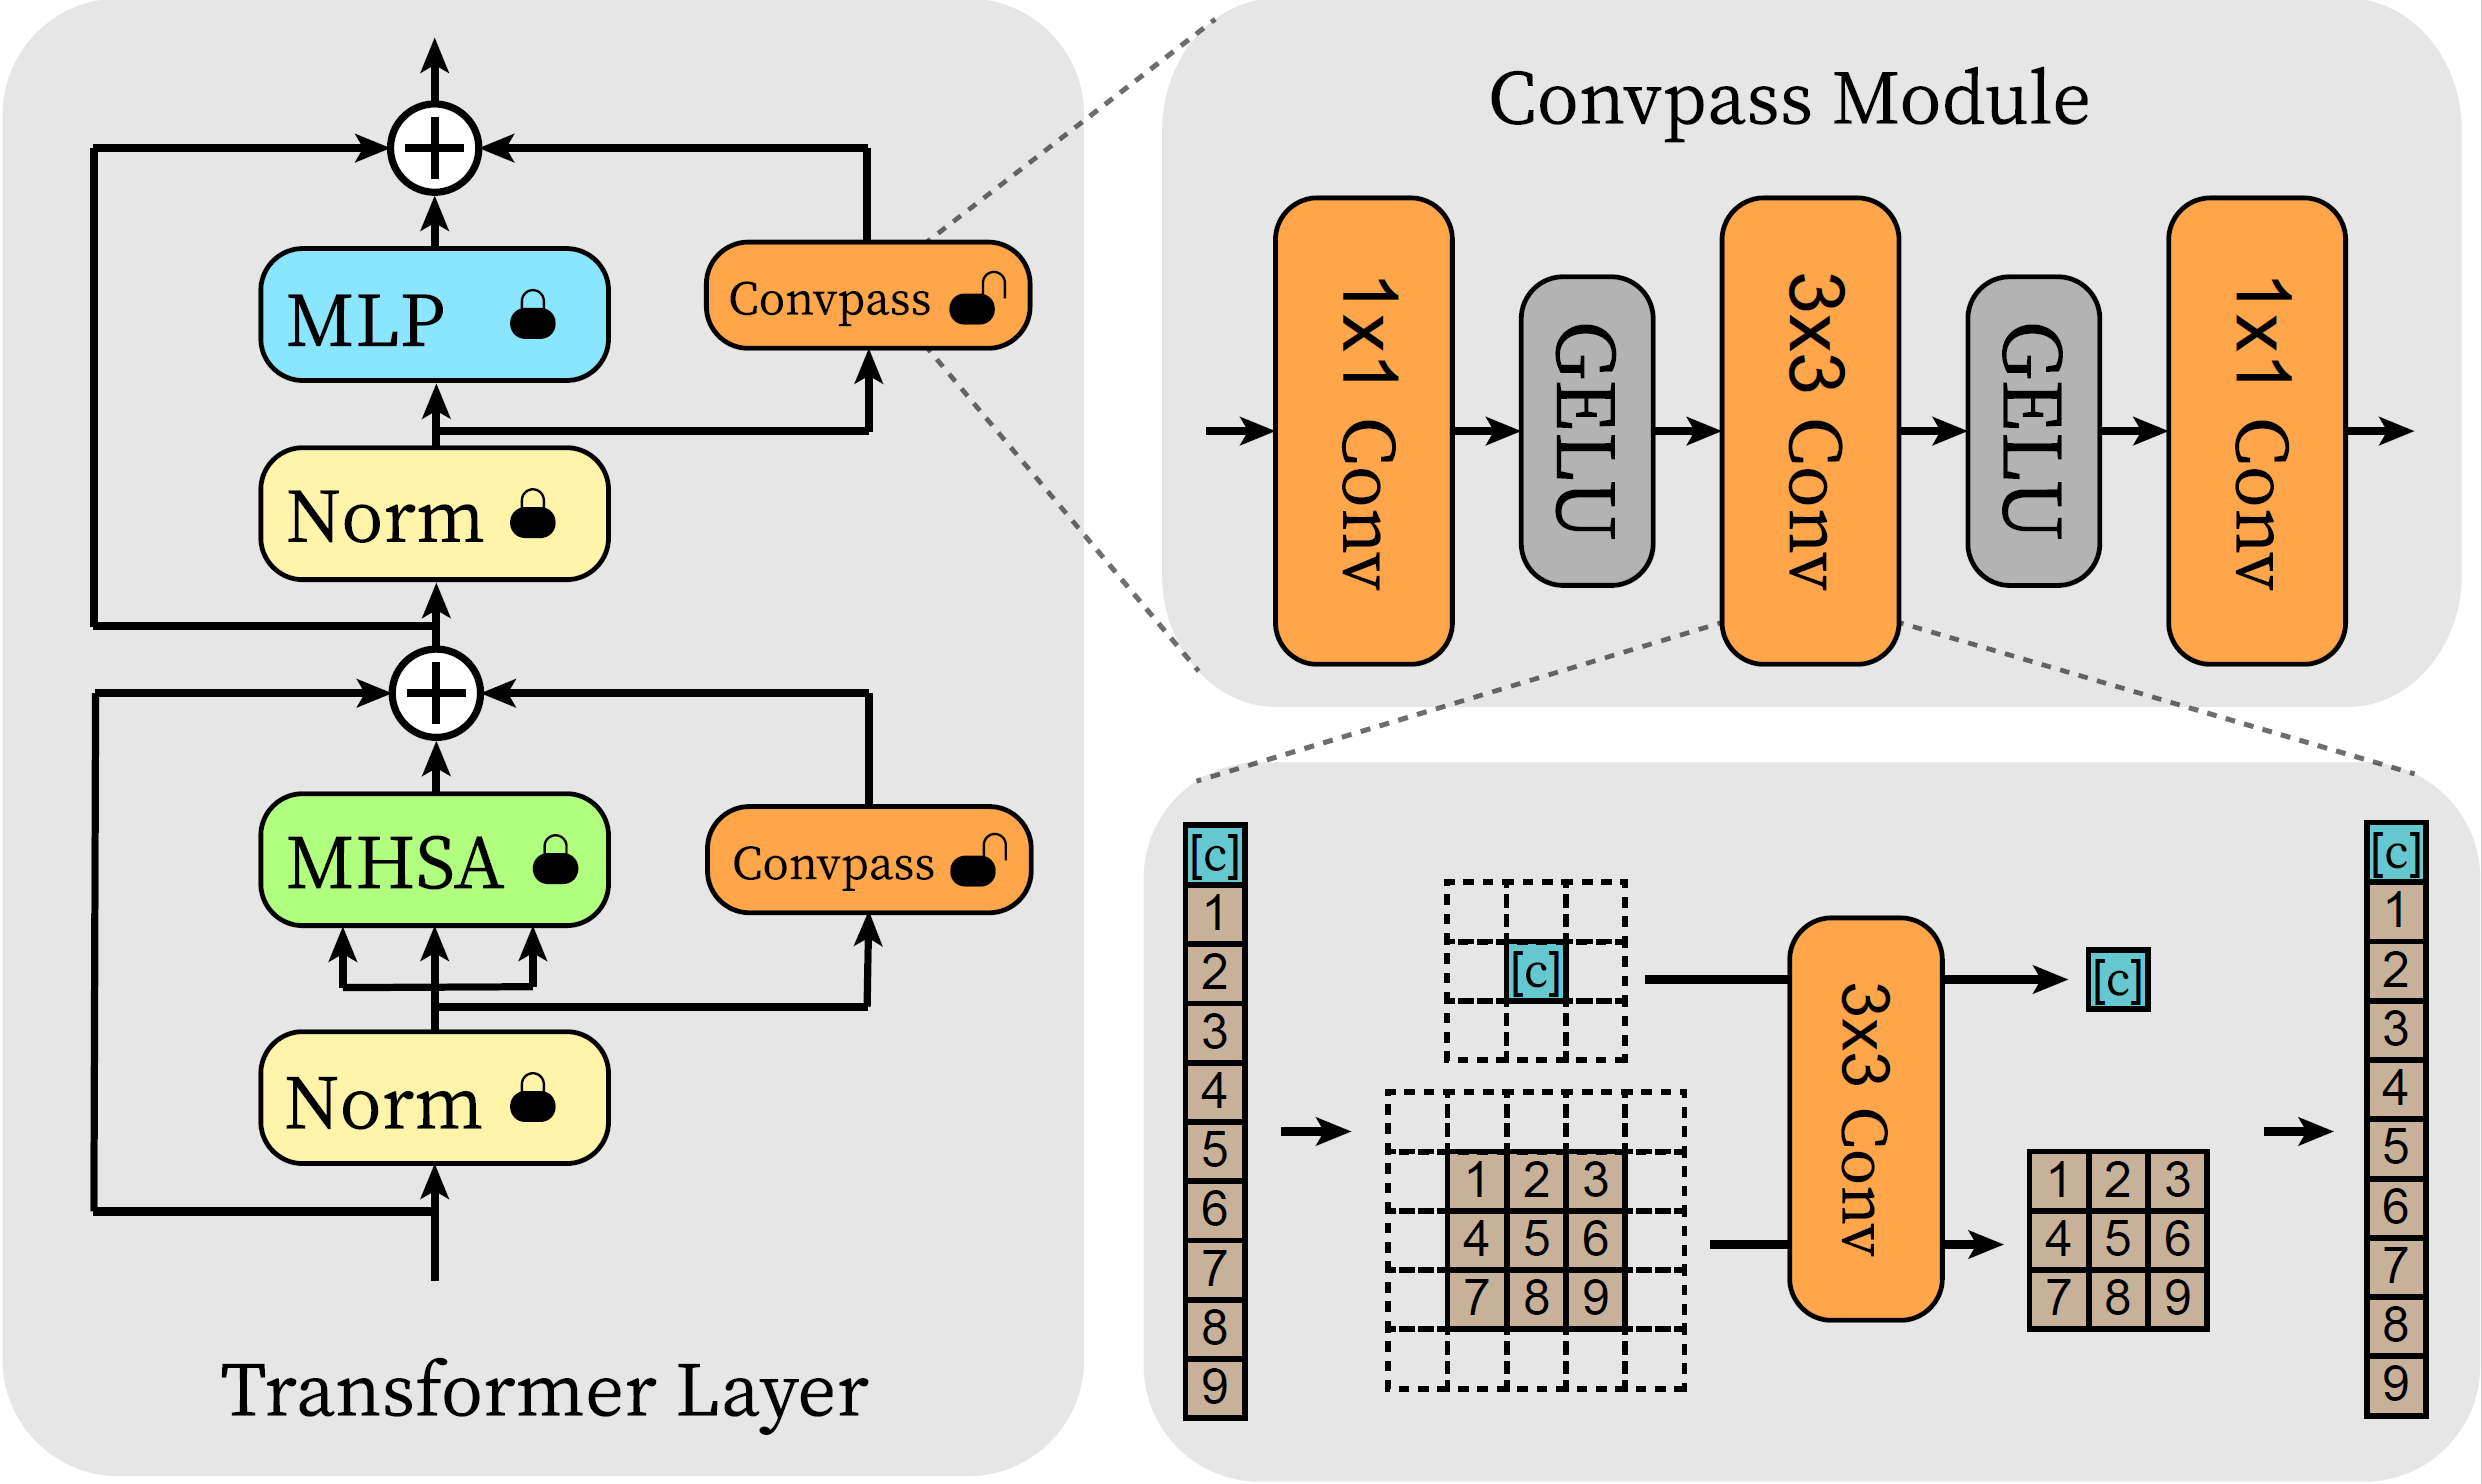 MLP
Convpass
Norm
MHSA
Convpass
Norm
Transformer Layer
Convpass Module
1x1 Conv
GELU
3x3 Conv
GELU
1x1 Conv
[c]
1
2
3
4
5
6
7
8
9
[c]
1 2 3
4 5 6
7 8 9
3x3 Conv
[c]
1 2 3
4 5 6
7 8 9
[c]
1
2
3
4
5
6
7
8
9